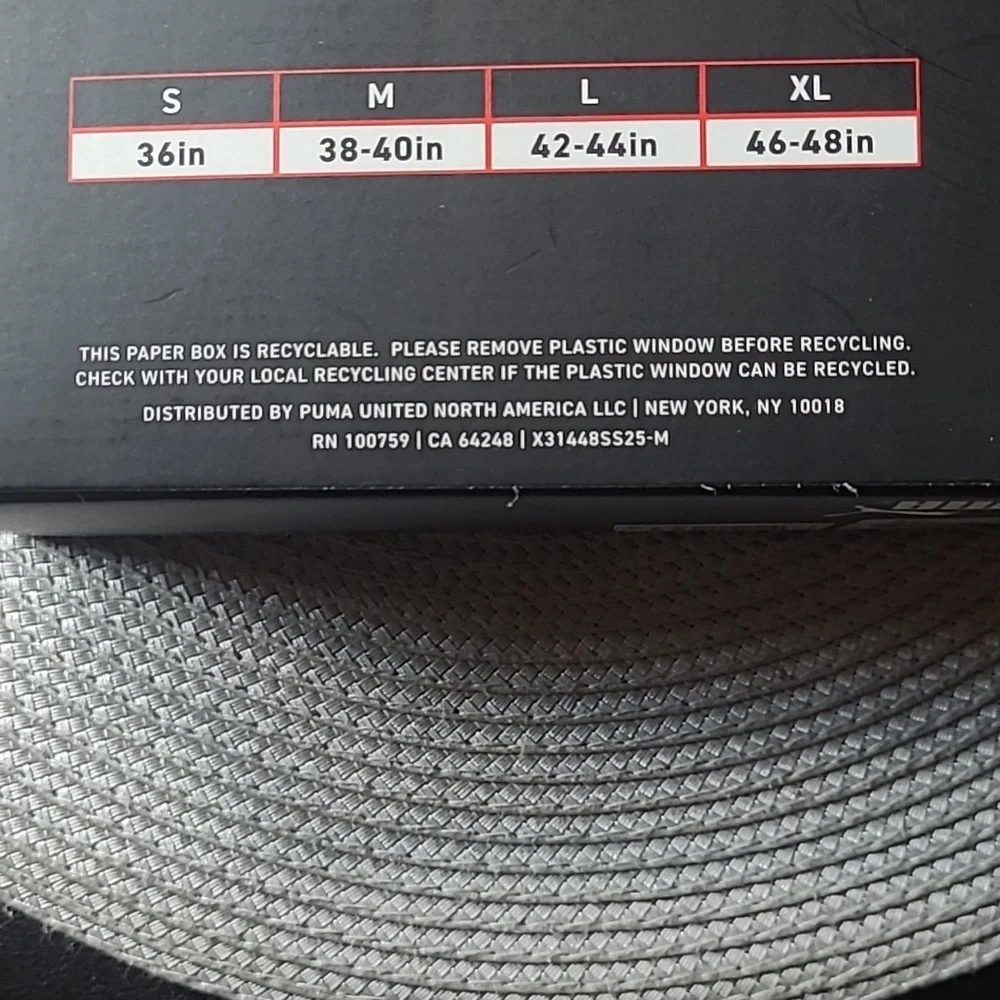 S M L XL
36in 38-40in 42-44in 46-48in
THIS PAPER BOX IS RECYCLABLE. PLEASE REMOVE PLASTIC WINDOW BEFORE RECYCLING.
CHECK WITH YOUR LOCAL RECYCLING CENTER IF THE PLASTIC WINDOW CAN BE RECYCLED.
DISTRIBUTED BY PUMA UNITED NORTH AMERICA LLC | NEW YORK, NY 10018
RN 100759 | CA 64248 | X31448SS25-M